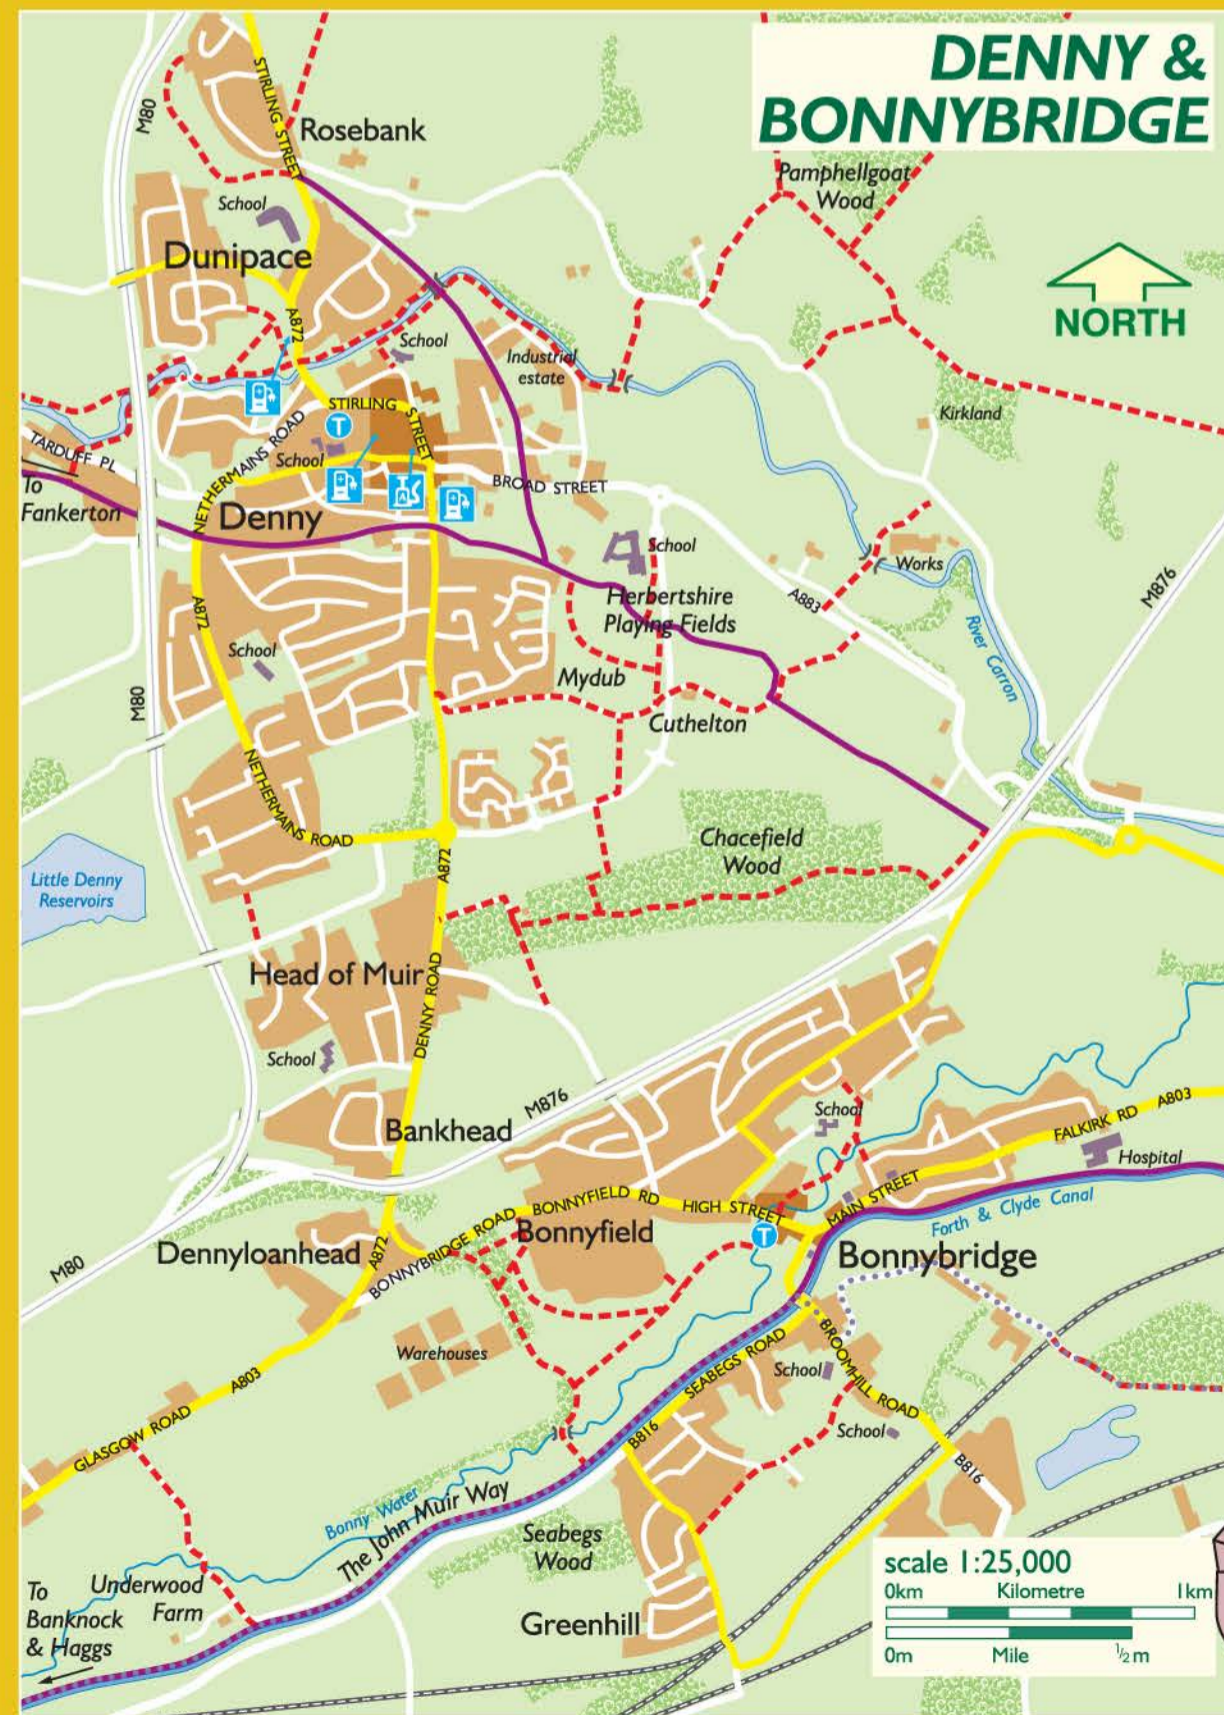 DENNY &
BONNYBRIDGE
M80
STIRLING STREET
Rosebank
Pamphellgoat
Wood
School
Dunipace
NORTH
A872
School
Industrial
estate
STIRLING
STREET
T
Kirkland
NETHERMAINS ROAD
TARDUFF PL
School
A
BROAD STREET
To
Fankerton
Denny
School
Works
Herbertshire
Playing Fields
A883
M876
A872
River Carron
School
Mydub
M80
Cuthelton
NETHERMAINS ROAD
Chacefield
Wood
A872
Little Denny
Reservoirs
Head of Muir
DENNY ROAD
School
M876
Bankhead
School
FALKIRK RD
A803
Hospital
BONNYFIELD RD
HIGH STREET
MAIN STREET
Forth & Clyde Canal
Bonnyfield
T
Dennyloanhead
A872
BONNYBRIDGE ROAD
Bonnybridge
M80
Warehouses
SEABEGS ROAD
BROOMHILL ROAD
School
A803
GLASGOW ROAD
School
B816
B816
Bonny Water
The John Muir Way
Seabegs
Wood
scale 1:25,000
0km
Kilometre
1km
0m
Mile
1/2 m
To
Banknock
& Haggs
Underwood
Farm
Greenhill